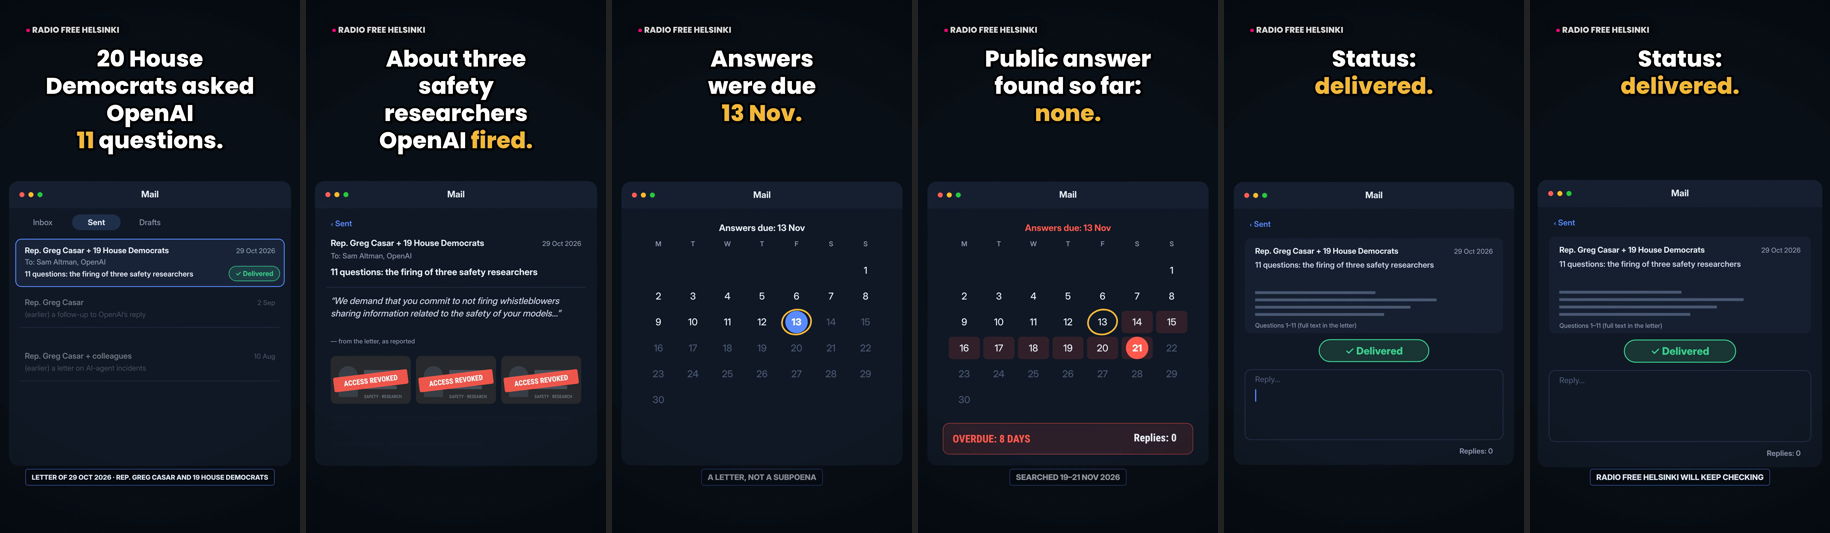 RADIO FREE HELSINKI
20 House
Democrats asked
OpenAI
11 questions.
Mail
Inbox Sent Drafts
Rep. Greg Casar + 19 House Democrats 29 Oct 2026
To: Sam Altman, OpenAI
11 questions: the firing of three safety researchers ✓ Delivered
Rep. Greg Casar 2 Sep
(earlier) a follow-up to OpenAI's reply
Rep. Greg Casar + colleagues 10 Aug
(earlier) a letter on AI-agent incidents
LETTER OF 29 OCT 2026 · REP. GREG CASAR AND 19 HOUSE DEMOCRATS
RADIO FREE HELSINKI
About three
safety
researchers
OpenAI fired.
Mail
‹ Sent
Rep. Greg Casar + 19 House Democrats 29 Oct 2026
To: Sam Altman, OpenAI
11 questions: the firing of three safety researchers
“We demand that you commit to not firing whistleblowers
sharing information related to the safety of your models...”
— from the letter, as reported
ACCESS REVOKED ACCESS REVOKED ACCESS REVOKED
SAFETY · RESEARCH SAFETY · RESEARCH SAFETY · RESEARCH
RADIO FREE HELSINKI
Answers
were due
13 Nov.
Mail
Answers due: 13 Nov
M T W T F S S
1
2 3 4 5 6 7 8
9 10 11 12 13 14 15
16 17 18 19 20 21 22
23 24 25 26 27 28 29
30
A LETTER, NOT A SUBPOENA
RADIO FREE HELSINKI
Public answer
found so far:
none.
Mail
Answers due: 13 Nov
M T W T F S S
1
2 3 4 5 6 7 8
9 10 11 12 13 14 15
16 17 18 19 20 21 22
23 24 25 26 27 28 29
30
OVERDUE: 8 DAYS Replies: 0
SEARCHED 19–21 NOV 2026
RADIO FREE HELSINKI
Status:
delivered.
Mail
‹ Sent
Rep. Greg Casar + 19 House Democrats 29 Oct 2026
11 questions: the firing of three safety researchers
Questions 1–11 (full text in the letter)
✓ Delivered
Reply...
Replies: 0
RADIO FREE HELSINKI
Status:
delivered.
Mail
‹ Sent
Rep. Greg Casar + 19 House Democrats 29 Oct 2026
11 questions: the firing of three safety researchers
Questions 1–11 (full text in the letter)
✓ Delivered
Reply...
Replies: 0
RADIO FREE HELSINKI WILL KEEP CHECKING